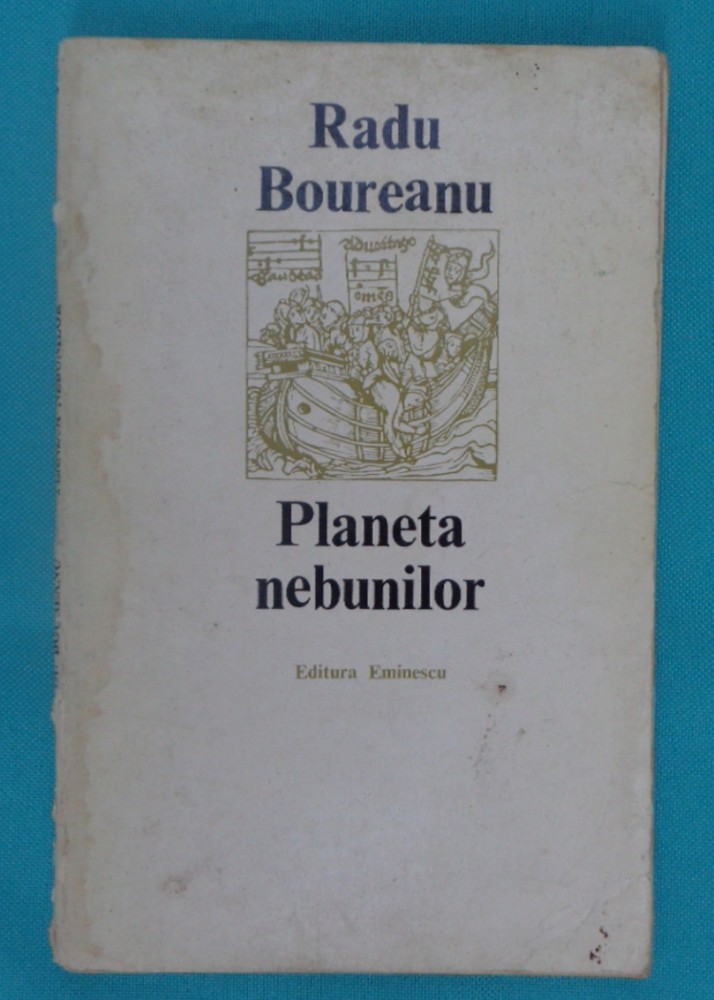 Radu
Boureanu
Planeta
nebunilor
Editura Eminescu